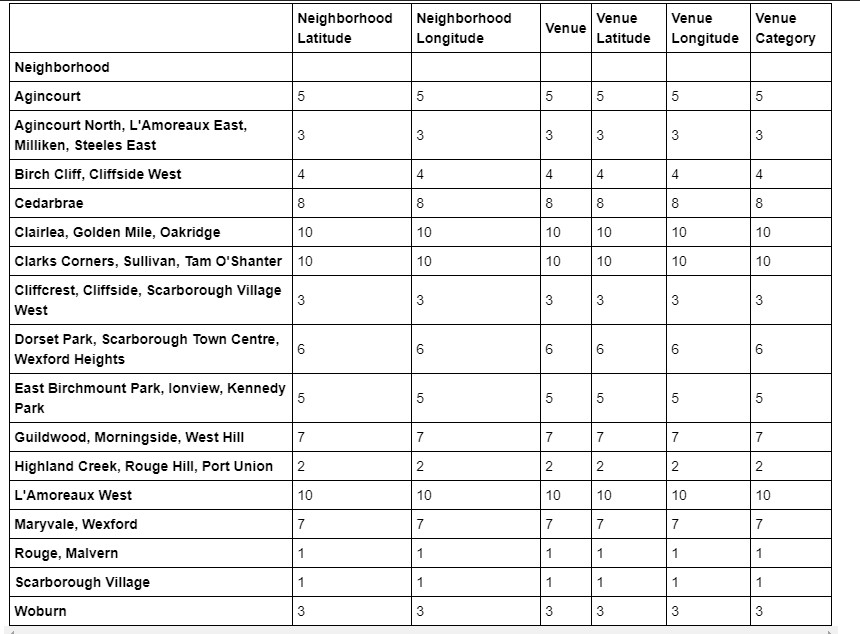 Neighborhood Latitude Neighborhood Longitude Venue Venue Latitude Venue Longitude Venue Category
Neighborhood
Agincourt 5 5 5 5 5 5
Agincourt North, L'Amoreaux East,
Milliken, Steeles East 3 3 3 3 3 3
Birch Cliff, Cliffside West 4 4 4 4 4 4
Cedarbrae 8 8 8 8 8 8
Clairlea, Golden Mile, Oakridge 10 10 10 10 10 10
Clarks Corners, Sullivan, Tam O'Shanter 10 10 10 10 10 10
Cliffcrest, Cliffside, Scarborough Village
West 3 3 3 3 3 3
Dorset Park, Scarborough Town Centre,
Wexford Heights 6 6 6 6 6 6
East Birchmount Park, Ionview, Kennedy
Park 5 5 5 5 5 5
Guildwood, Morningside, West Hill 7 7 7 7 7 7
Highland Creek, Rouge Hill, Port Union 2 2 2 2 2 2
L'Amoreaux West 10 10 10 10 10 10
Maryvale, Wexford 7 7 7 7 7 7
Rouge, Malvern 1 1 1 1 1 1
Scarborough Village 1 1 1 1 1 1
Woburn 3 3 3 3 3 3